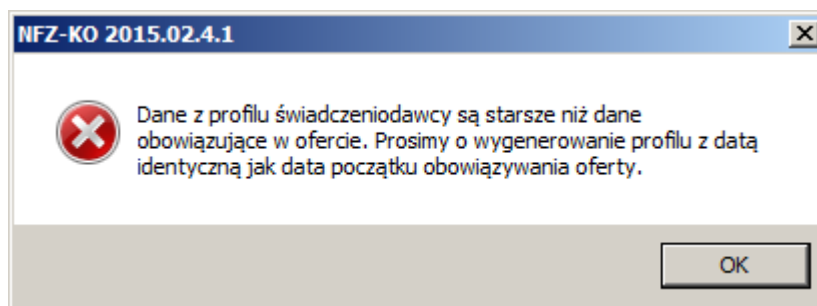 NFZ-KO 2015.02.4.1
Dane z profilu świadczeniodawcy są starsze niż dane
obowiązujące w ofercie. Prosimy o wygenerowanie profilu z datą
identyczną jak data początku obowiązywania oferty.
OK